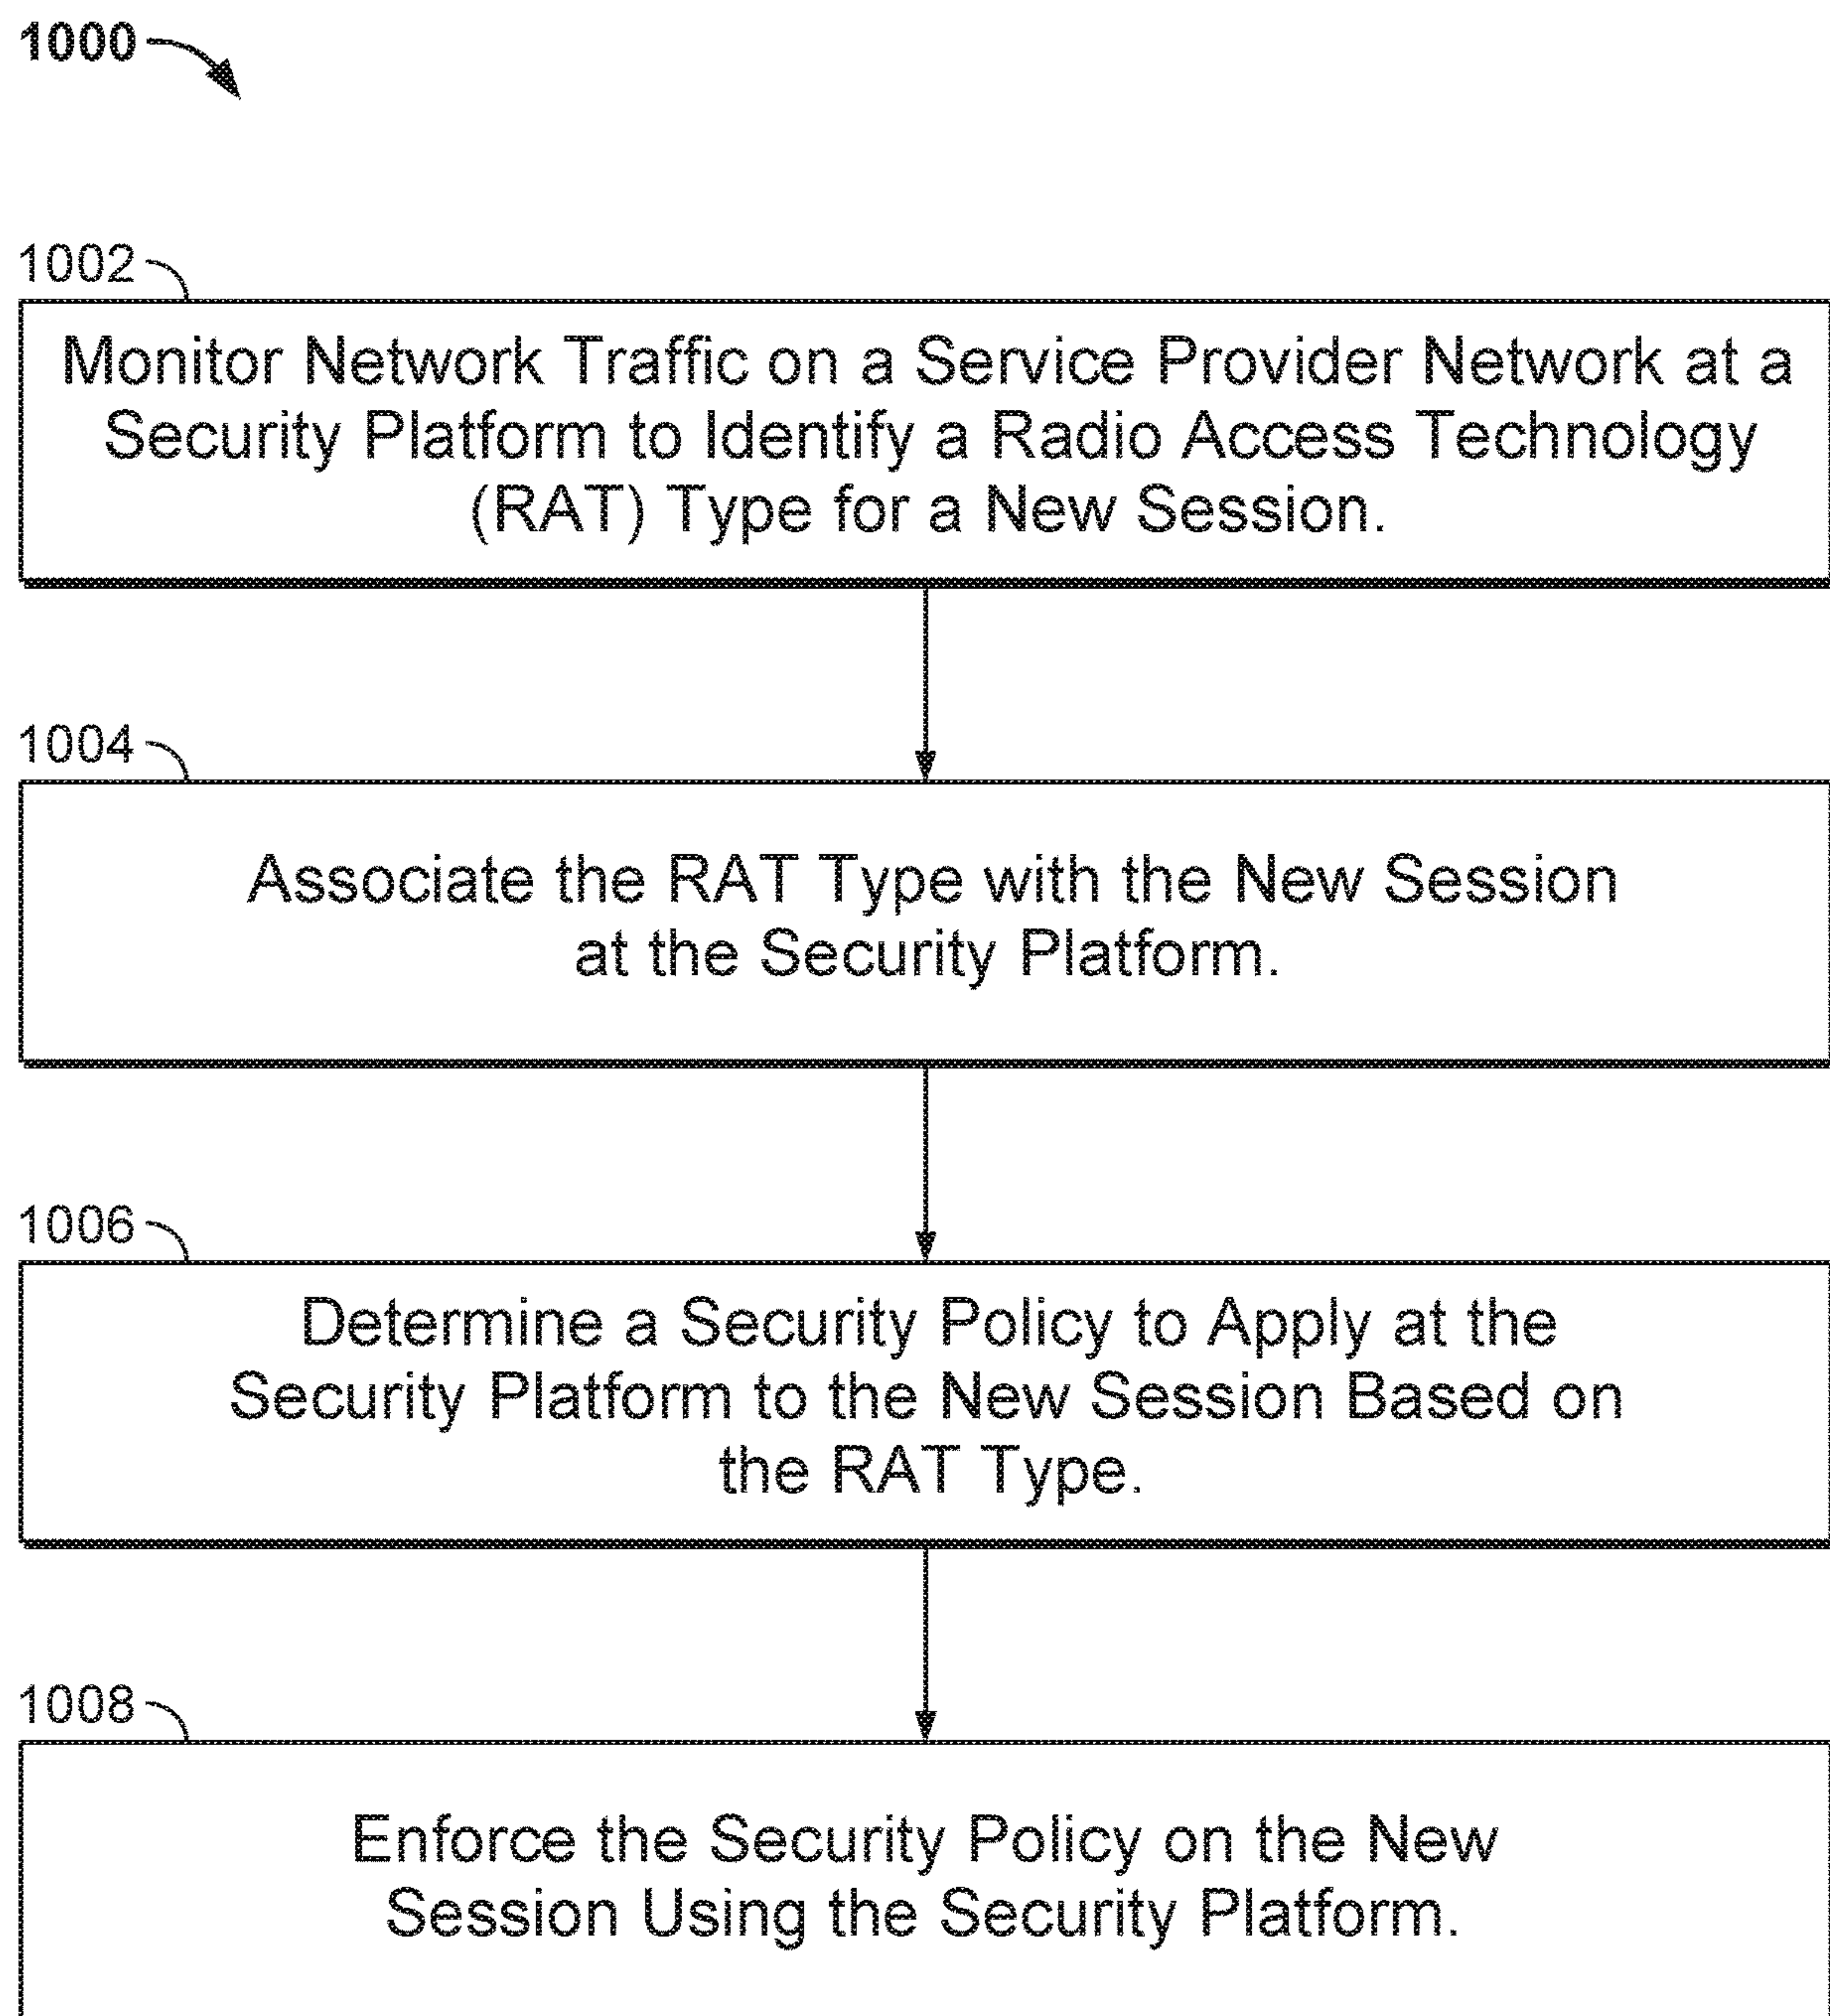 1000
1002
Monitor Network Traffic on a Service Provider Network at a
Security Platform to Identify a Radio Access Technology
(RAT) Type for a New Session.
1004
Associate the RAT Type with the New Session
at the Security Platform.
1006
Determine a Security Policy to Apply at the
Security Platform to the New Session Based on
the RAT Type.
1008
Enforce the Security Policy on the New
Session Using the Security Platform.